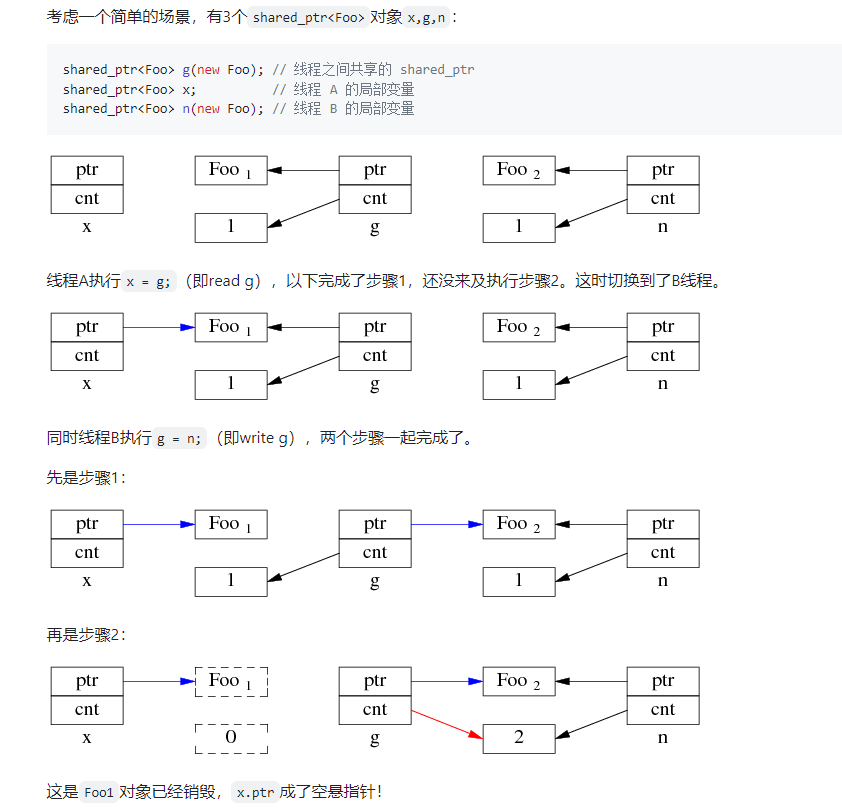 考虑一个简单的场景，有3个 shared_ptr<Foo> 对象 x,g,n ：
shared_ptr<Foo> g(new Foo); // 线程之间共享的 shared_ptr
shared_ptr<Foo> x;          // 线程 A 的局部变量
shared_ptr<Foo> n(new Foo); // 线程 B 的局部变量
ptr Foo 1 ptr Foo 2 ptr
cnt cnt cnt
1 1
x g n
线程A执行 x = g; （即read g），以下完成了步骤1，还没来及执行步骤2。这时切换到了B线程。
ptr Foo 1 ptr Foo 2 ptr
cnt cnt cnt
1 1
x g n
同时线程B执行 g = n; （即write g），两个步骤一起完成了。
先是步骤1：
ptr Foo 1 ptr Foo 2 ptr
cnt cnt cnt
1 1
x g n
再是步骤2：
ptr Foo 1 ptr Foo 2 ptr
cnt cnt cnt
0 2
x g n
这是 Foo1 对象已经销毁， x.ptr 成了空悬指针！